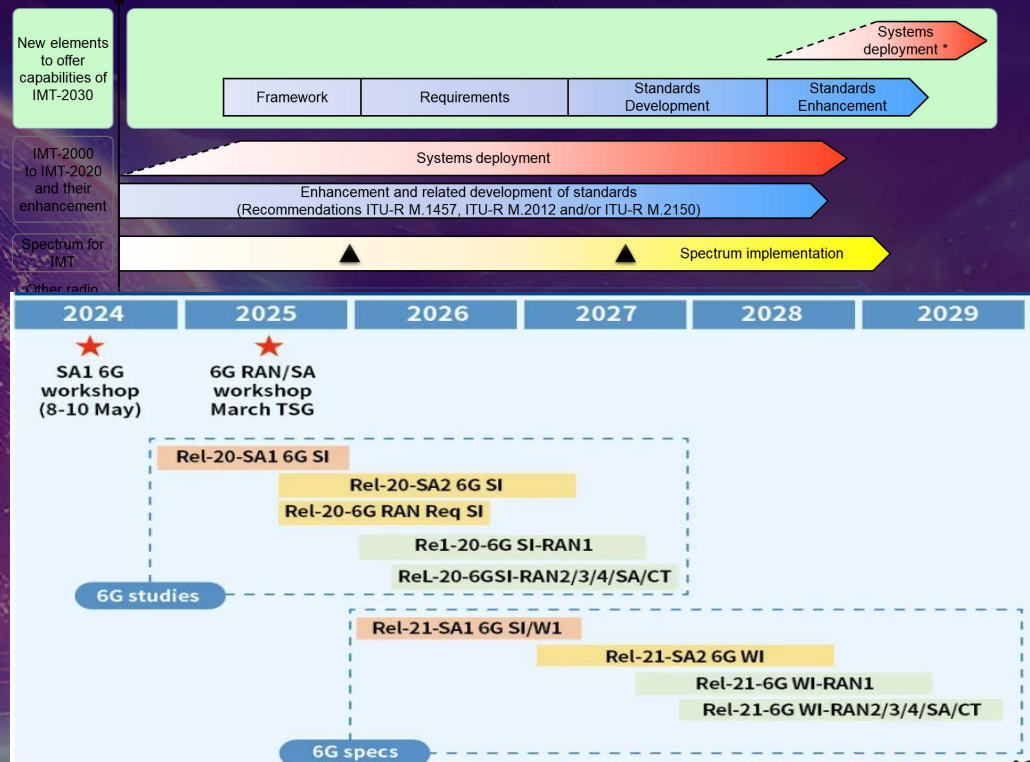 New elements
to offer
capabilities of
IMT-2030
Systems
deployment *
Framework
Requirements
Standards
Development
Standards
Enhancement
IMT-2000
to IMT-2020
and their
enhancement
Systems deployment
Enhancement and related development of standards
(Recommendations ITU-R M.1457, ITU-R M.2012 and/or ITU-R M.2150)
Spectrum for
IMT
Spectrum implementation
Other radio
2024
2025
2026
2027
2028
2029
SA1 6G
workshop
(8-10 May)
6G RAN/SA
workshop
March TSG
Rel-20-SA1 6G SI
Rel-20-SA2 6G SI
Rel-20-6G RAN Req SI
Re1-20-6G SI-RAN1
ReL-20-6GSI-RAN2/3/4/SA/CT
6G studies
Rel-21-SA1 6G SI/W1
Rel-21-SA2 6G WI
Rel-21-6G WI-RAN1
Rel-21-6G WI-RAN2/3/4/SA/CT
6G specs